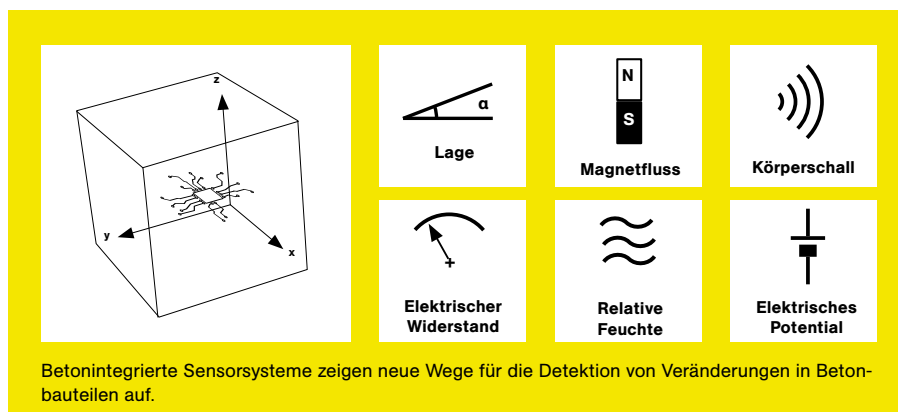 z
y
x
α
Lage
N
S
Magnetfluss
Körperschall
+
Elektrischer
Widerstand
Relative
Feuchte
Elektrisches
Potential
Betonintegrierte Sensorsysteme zeigen neue Wege für die Detektion von Veränderungen in Beton-
bauteilen auf.